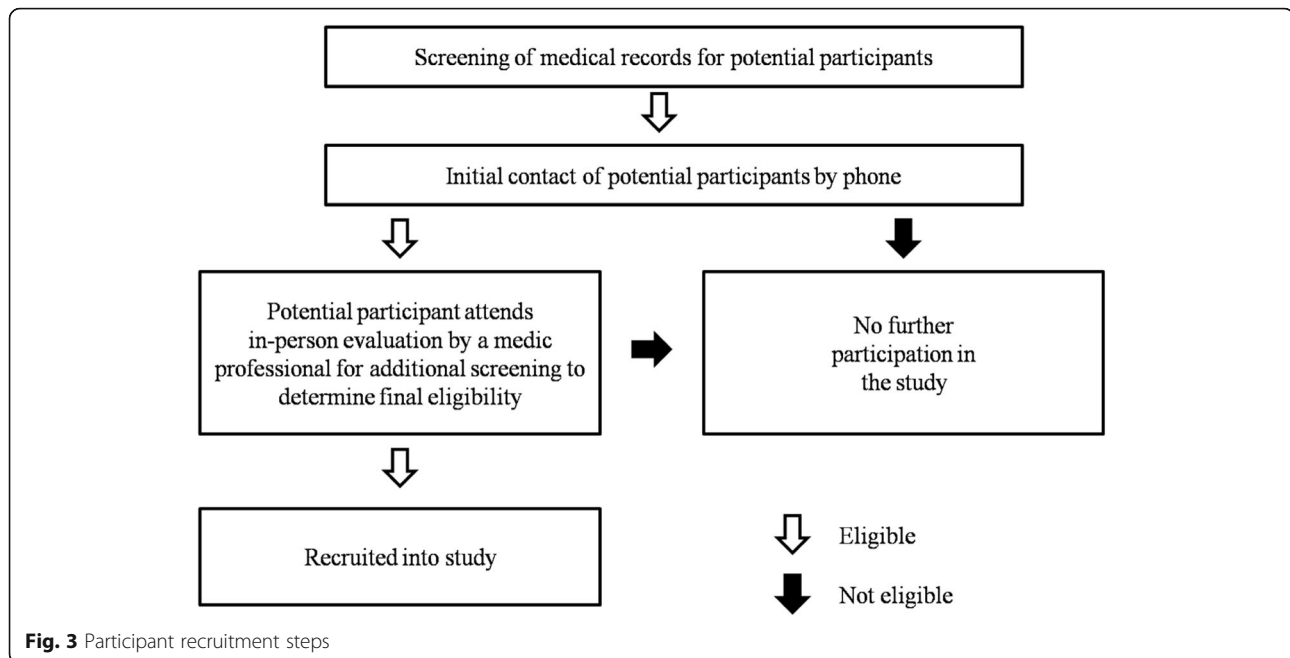 Screening of medical records for potential participants
Initial contact of potential participants by phone
Potential participant attends
in-person evaluation by a medic
professional for additional screening to
determine final eligibility
No further
participation in
the study
Recruited into study
Eligible
Not eligible
Fig. 3 Participant recruitment steps